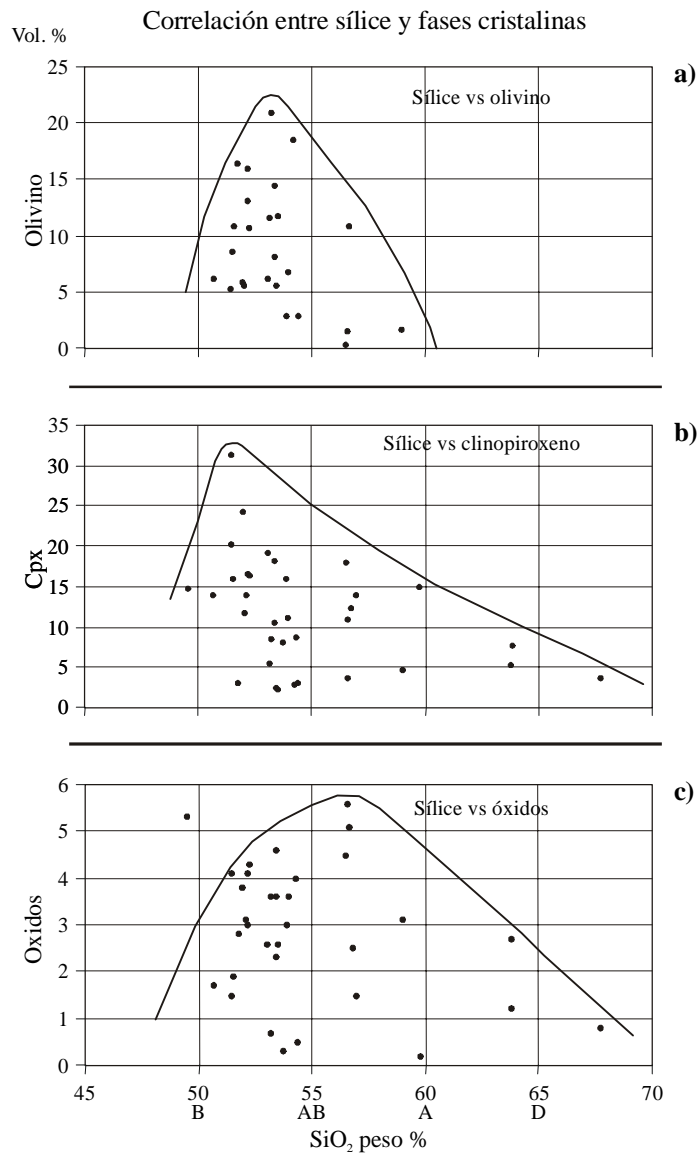 Correlación entre sílice y fases cristalinas
Vol. %
a)
Sílice vs olivino
Olivino
25
20
15
10
5
0
b)
Sílice vs clinopiroxeno
Cpx
35
30
25
20
15
10
5
0
c)
Sílice vs óxidos
Oxidos
6
5
4
3
2
1
0
45 50 55 60 65 70
B AB A D
SiO₂ peso %